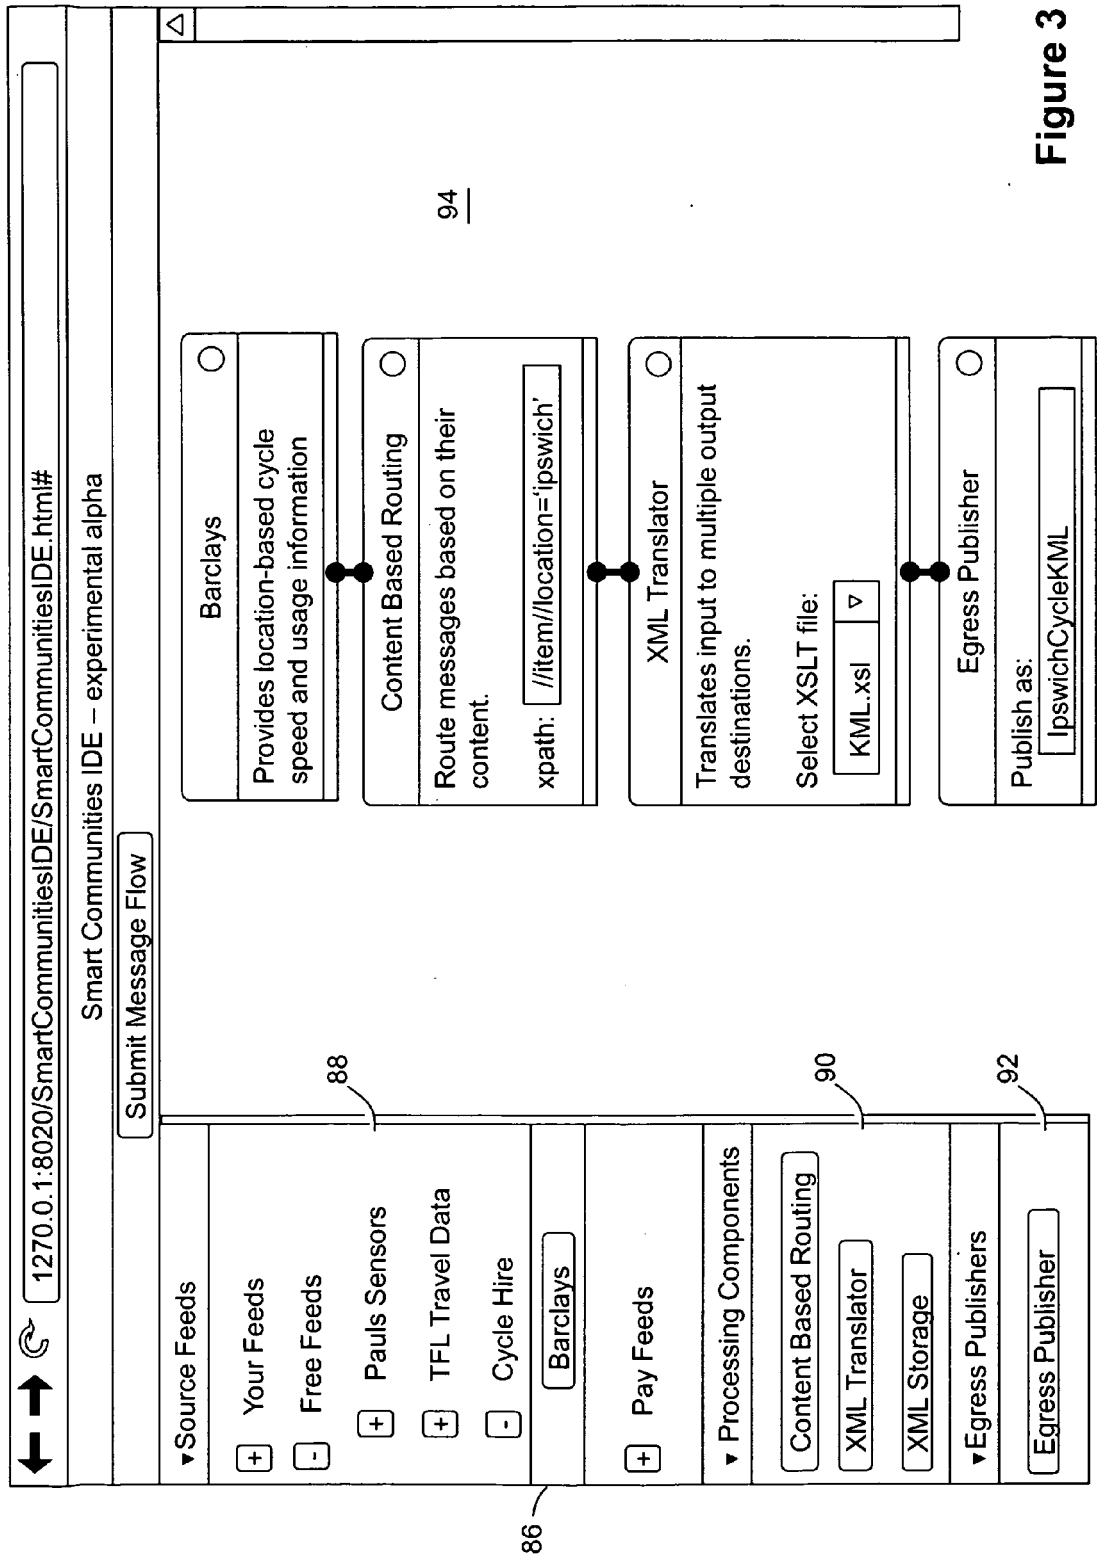 1270.0.1:8020/SmartCommunitiesIDE/SmartCommunitiesIDE.html#
Smart Communities IDE – experimental alpha
Submit Message Flow
▾Source Feeds
+ Your Feeds
- Free Feeds
+ Pauls Sensors
+ TFL Travel Data
- Cycle Hire
Barclays
+ Pay Feeds
▾ Processing Components
Content Based Routing
XML Translator
XML Storage
▾Egress Publishers
Egress Publisher
86
88
90
92
Barclays
Provides location-based cycle
speed and usage information
Content Based Routing
Route messages based on their
content.
xpath: //item//location=‘ipswich’
XML Translator
Translates input to multiple output
destinations.
Select XSLT file:
KML.xsl
Egress Publisher
Publish as:
IpswichCycleKML
94
Figure 3